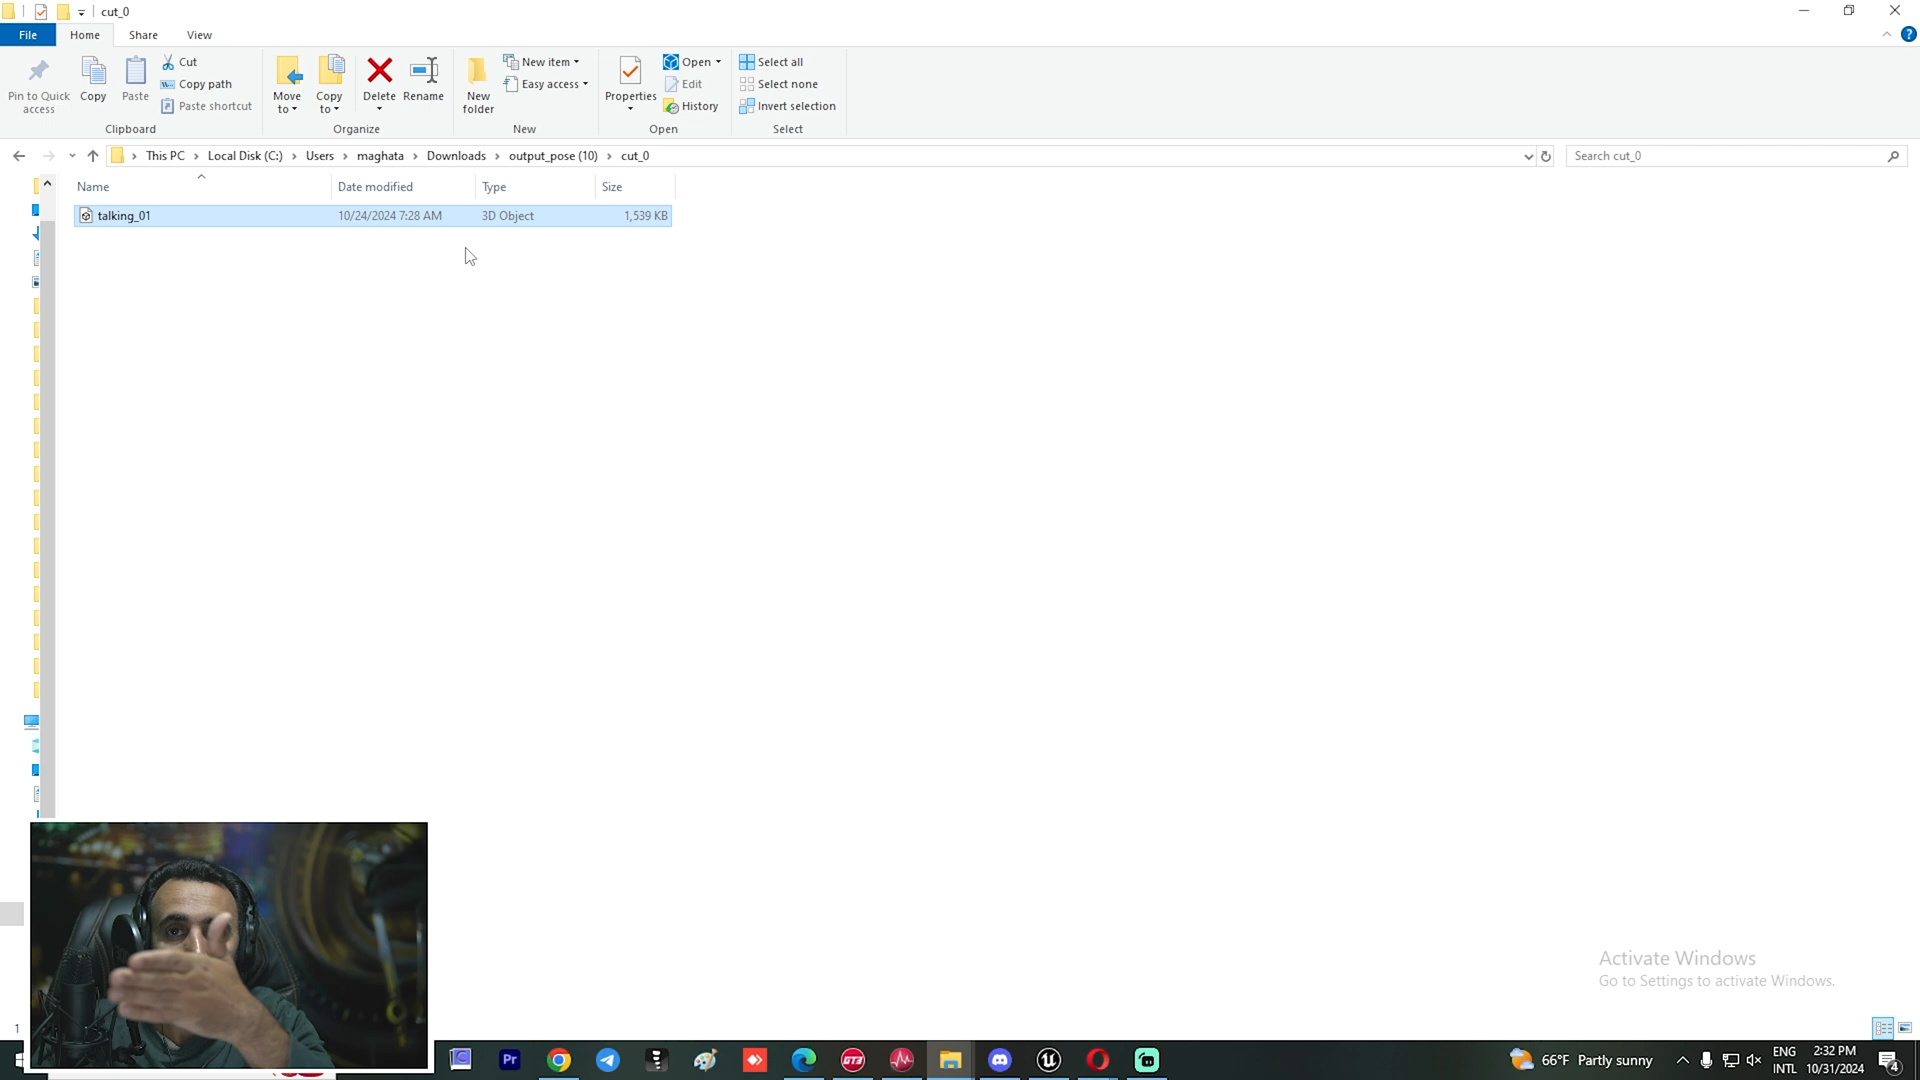 cut_0
File Home Share View
Pin to Quick access
Copy
Paste
Cut
Copy path
Paste shortcut
Clipboard
Move to
Copy to
Delete
Rename
Organize
New folder
New item
Easy access
New
Properties
Open
Edit
History
Open
Select all
Select none
Invert selection
Select
This PC > Local Disk (C:) > Users > maghata > Downloads > output_pose (10) > cut_0
Search cut_0
Name Date modified Type Size
talking_01 10/24/2024 7:28 AM 3D Object 1,539 KB
Activate Windows
Go to Settings to activate Windows.
1
Pr
GT3
66°F Partly sunny
ENG
INTL
2:32 PM
10/31/2024
4